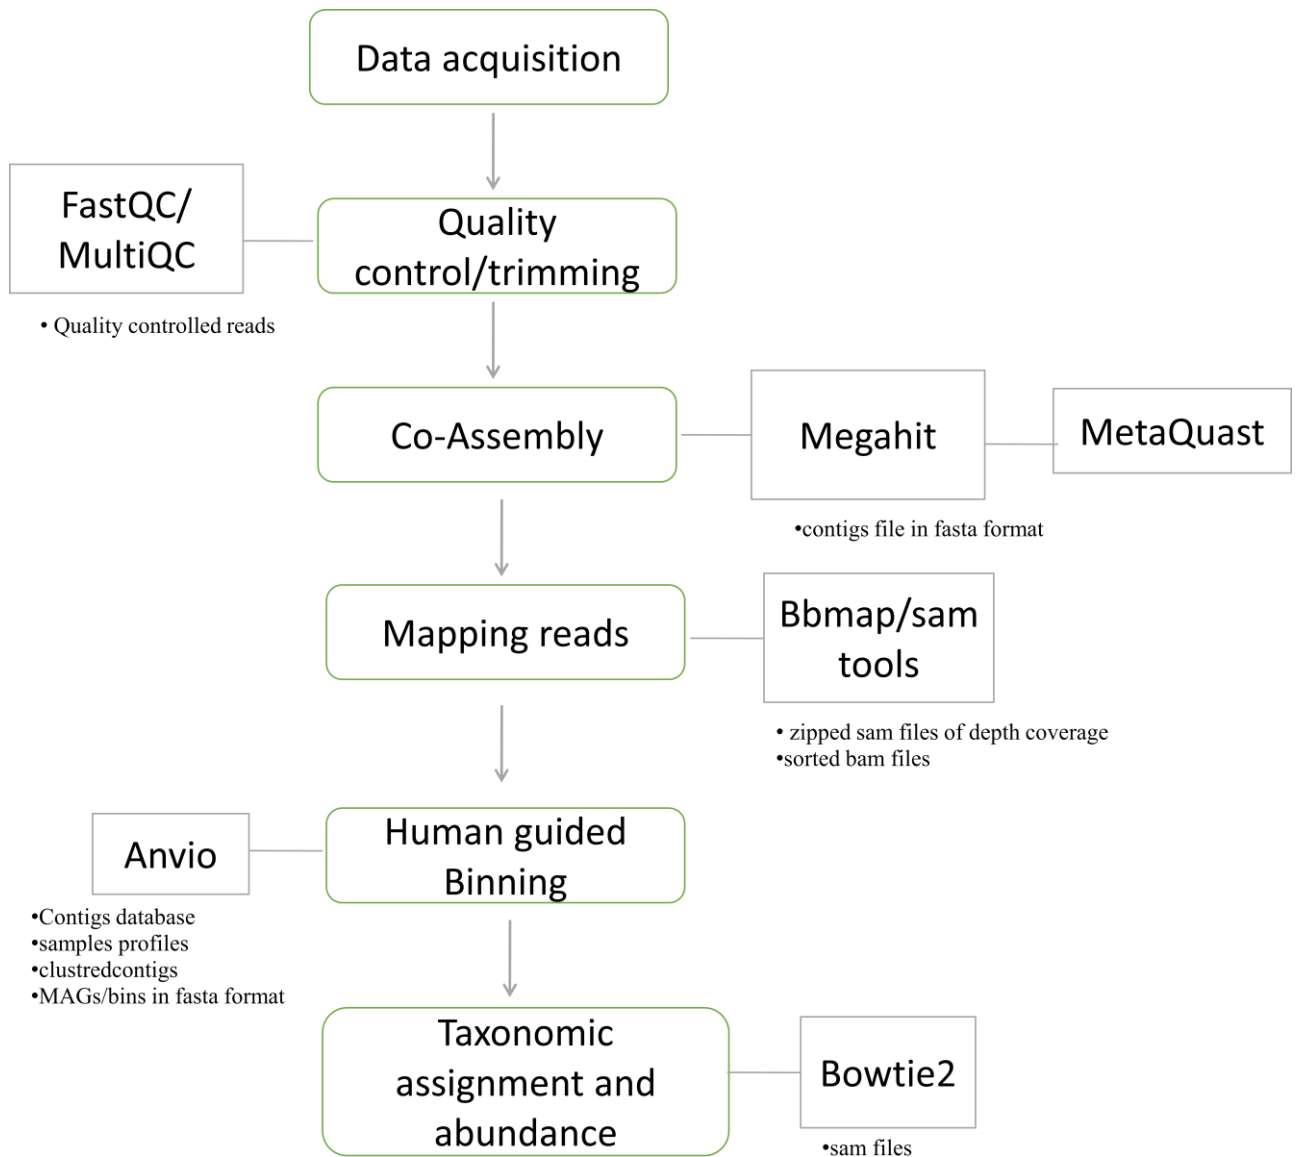 Data acquisition
FastQC/
MultiQC
• Quality controlled reads
Quality
control/trimming
Co-Assembly
Megahit
•contigs file in fasta format
MetaQuast
Mapping reads
Bbmap/sam
tools
• zipped sam files of depth coverage
•sorted bam files
Human guided
Binning
Anvio
•Contigs database
•samples profiles
•clustredcontigs
•MAGs/bins in fasta format
Taxonomic
assignment and
abundance
Bowtie2
•sam files